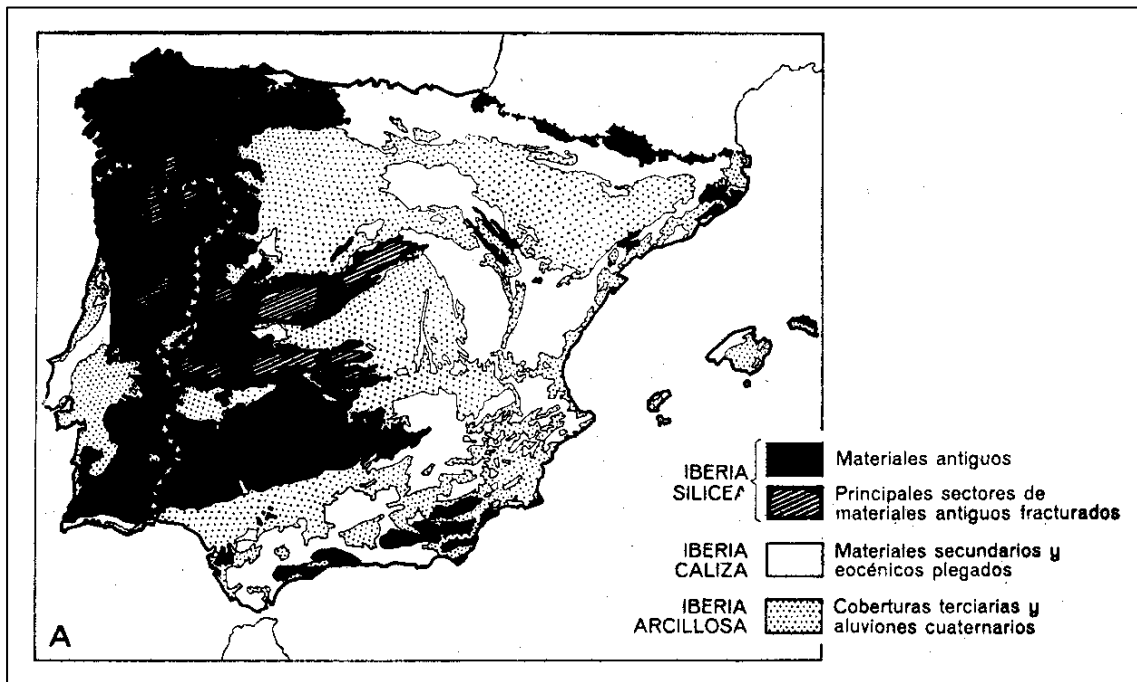 IBERIA
SILICEA
Materiales antiguos
Principales sectores de
materiales antiguos fracturados
IBERIA
CALIZA
Materiales secundarios y
eocénicos plegados
IBERIA
ARCILLOSA
Coberturas terciarias y
aluviones cuaternarios
A